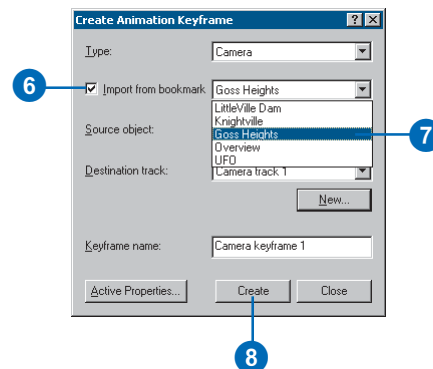 Create Animation Keyframe
Type: Camera
6 Import from bookmark Goss Heights
LittleVille Dam
Knightville
Source object: Goss Heights 7
Overview
UFO
Destination track: Camera track 1
New...
Keyframe name: Camera keyframe 1
Active Properties... Create Close
8